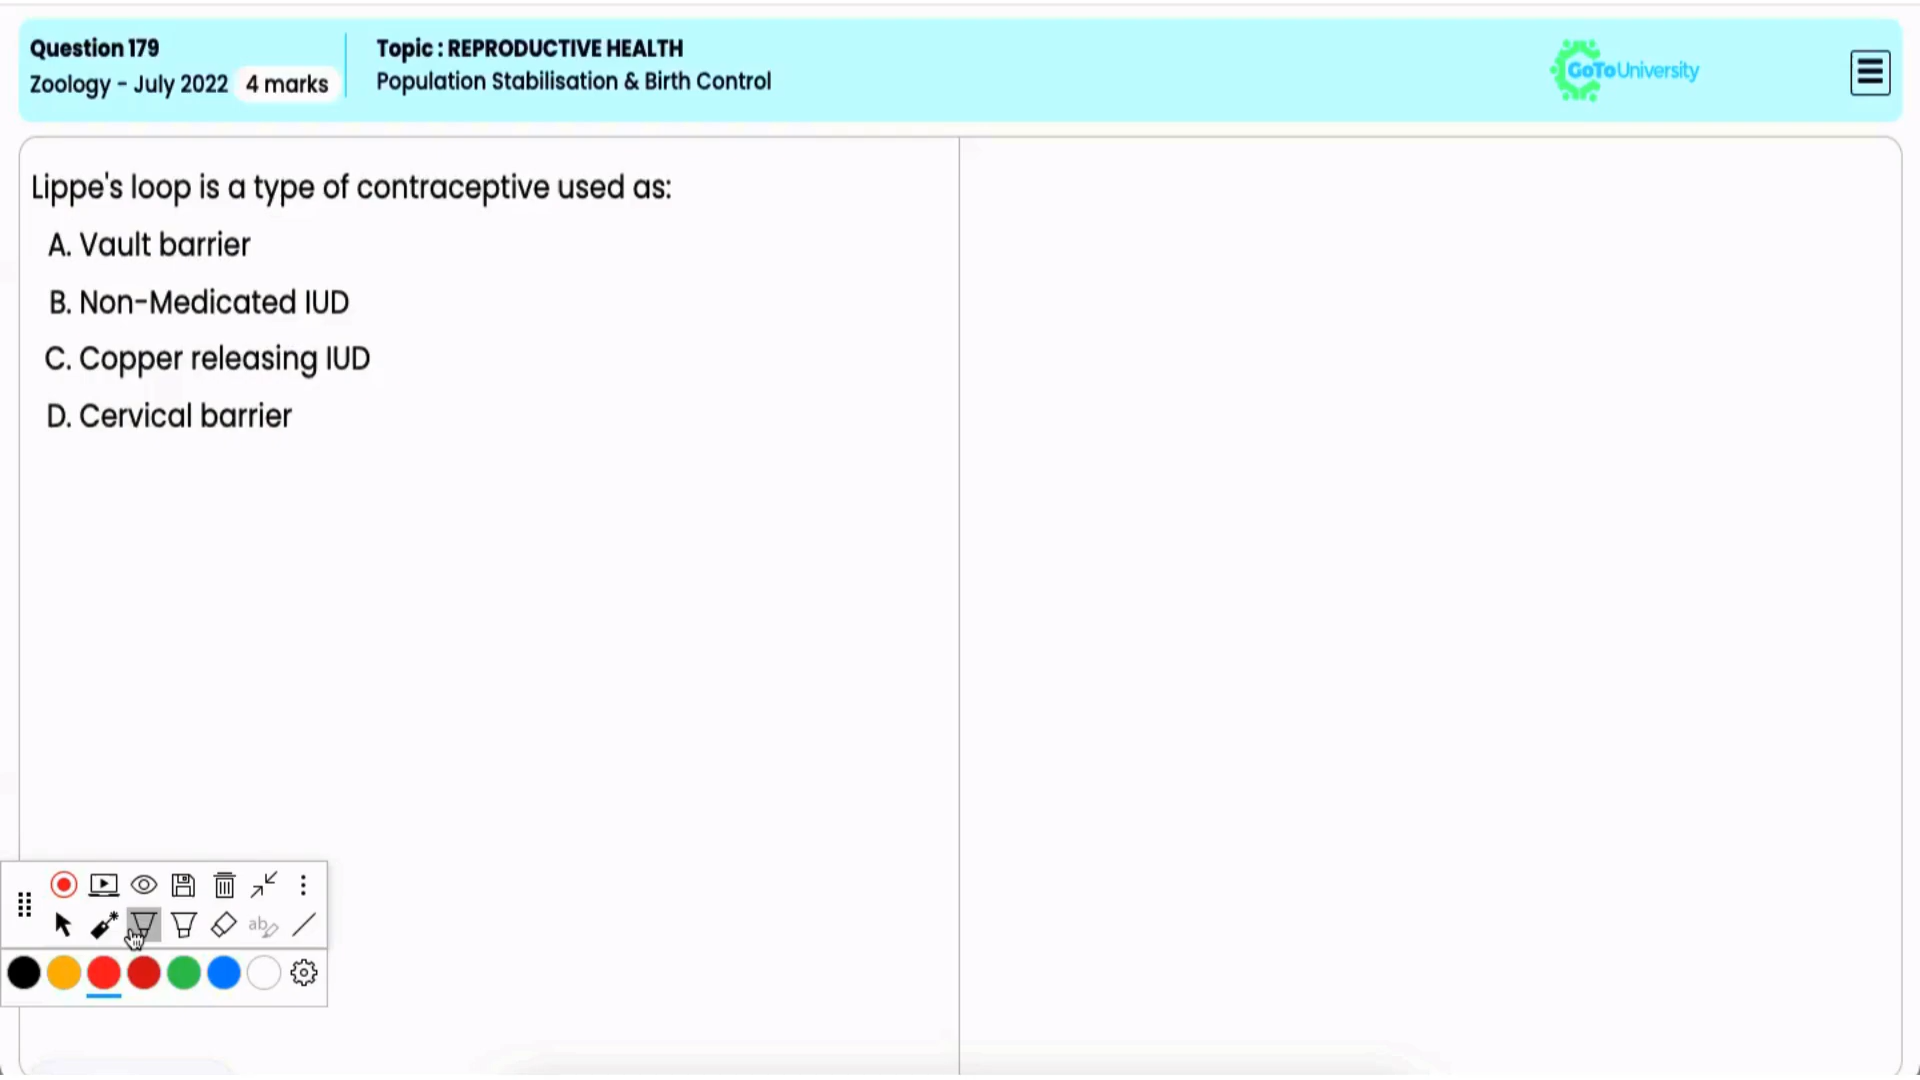 Question 179
Zoology - July 2022 4 marks
Topic : REPRODUCTIVE HEALTH
Population Stabilisation & Birth Control
GoToUniversity
Lippe's loop is a type of contraceptive used as:
A. Vault barrier
B. Non-Medicated IUD
C. Copper releasing IUD
D. Cervical barrier
ab